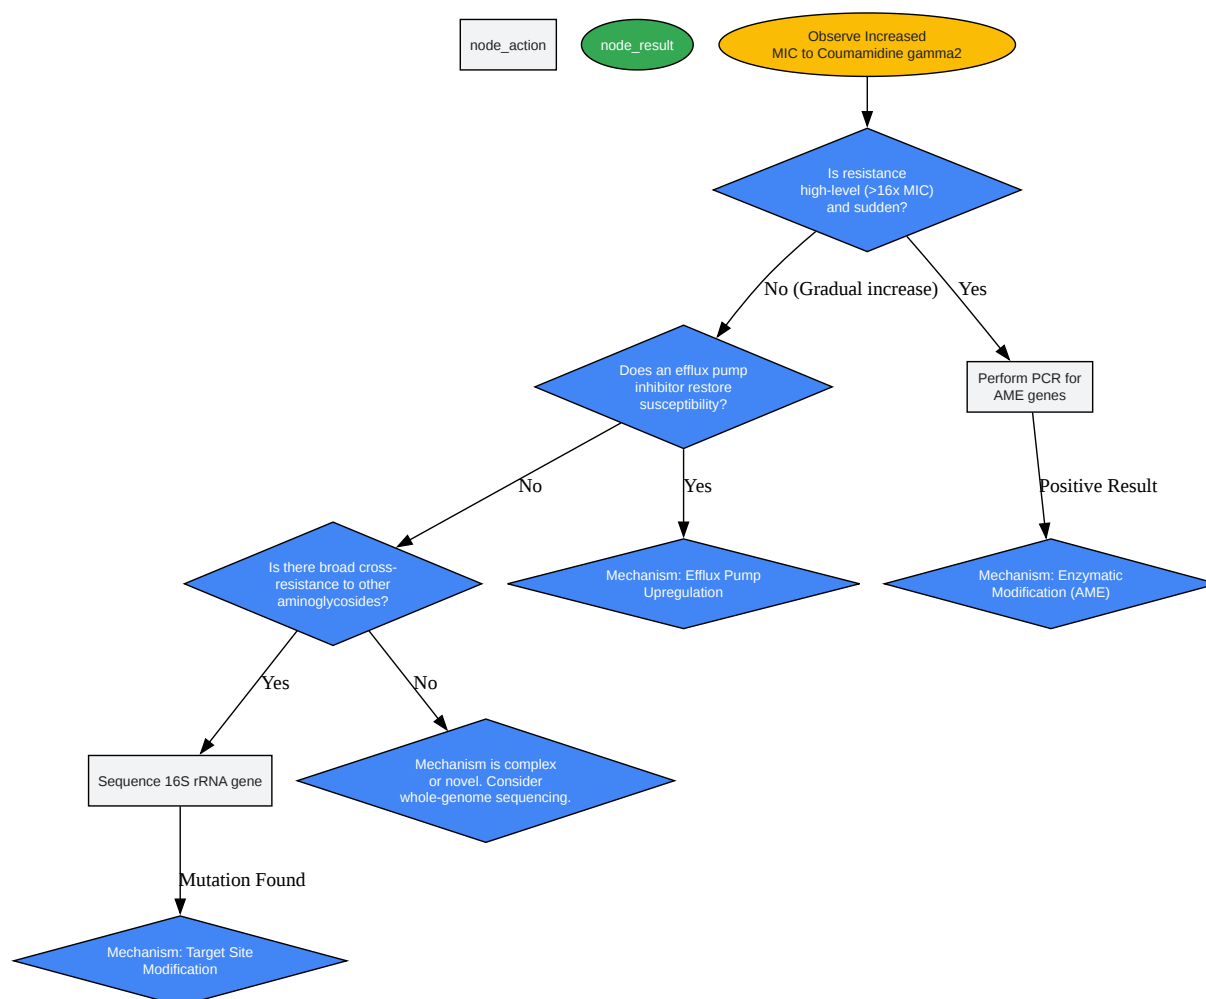 node_action
node_result
Observe Increased
MIC to Coumamidine gamma2
Is resistance
high-level (>16x MIC)
and sudden?
No (Gradual increase)
Yes
Does an efflux pump
inhibitor restore
susceptibility?
Perform PCR for
AME genes
No
Yes
Positive Result
Is there broad cross-
resistance to other
aminoglycosides?
Mechanism: Efflux Pump
Upregulation
Mechanism: Enzymatic
Modification (AME)
Yes
No
Sequence 16S rRNA gene
Mechanism is complex
or novel. Consider
whole-genome sequencing.
Mutation Found
Mechanism: Target Site
Modification